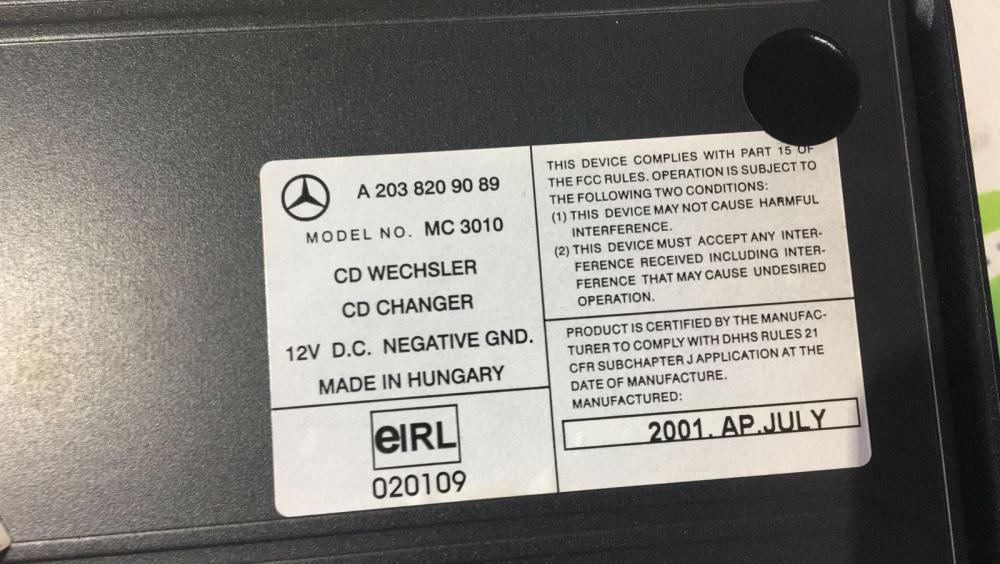 A 203 820 90 89
MODEL NO. MC 3010
CD WECHSLER
CD CHANGER
12V D.C. NEGATIVE GND.
MADE IN HUNGARY
eIRL
020109
THIS DEVICE COMPLIES WITH PART 15 OF
THE FCC RULES. OPERATION IS SUBJECT TO
THE FOLLOWING TWO CONDITIONS:
(1) THIS DEVICE MAY NOT CAUSE HARMFUL
INTERFERENCE.
(2) THIS DEVICE MUST ACCEPT ANY INTER-
FERENCE RECEIVED INCLUDING INTER-
FERENCE THAT MAY CAUSE UNDESIRED
OPERATION.
PRODUCT IS CERTIFIED BY THE MANUFAC-
TURER TO COMPLY WITH DHHS RULES 21
CFR SUBCHAPTER J APPLICATION AT THE
DATE OF MANUFACTURE.
MANUFACTURED:
2001. AP.JULY